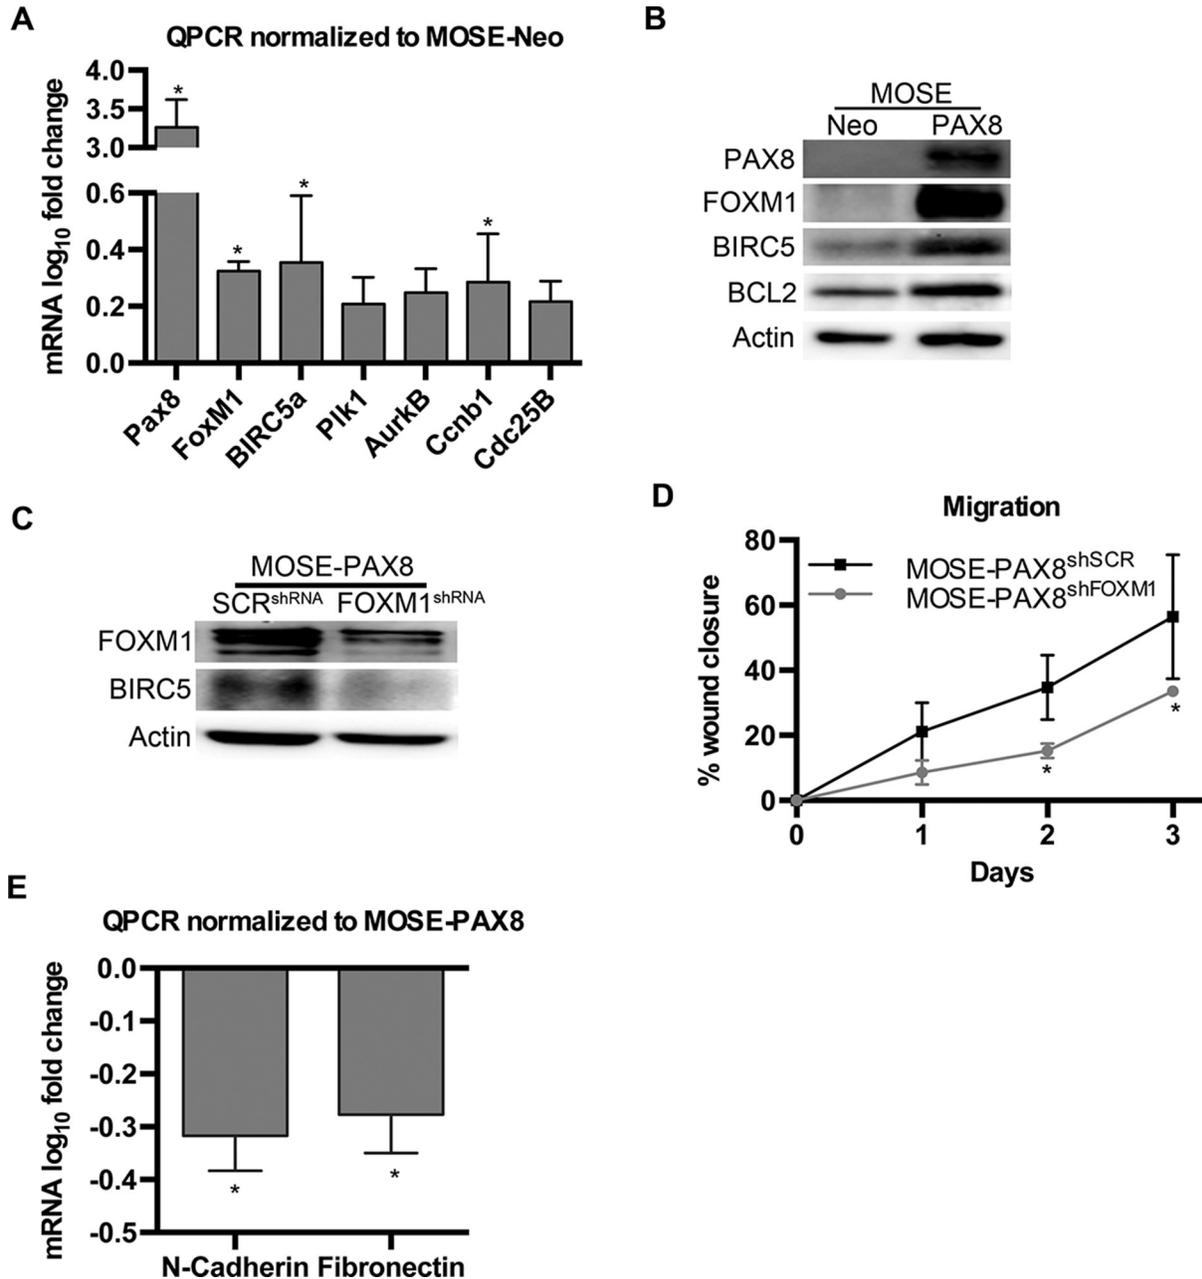 A
QPCR normalized to MOSE-Neo
mRNA log10 fold change
4.0
3.5
3.0
0.6
0.4
0.2
0.0
*
*
*
*
Pax8
FoxM1
BIRC5a
Plk1
AurkB
Ccnb1
Cdc25B
B
MOSE
Neo PAX8
PAX8
FOXM1
BIRC5
BCL2
Actin
C
MOSE-PAX8
SCRshRNA FOXM1shRNA
FOXM1
BIRC5
Actin
D
Migration
% wound closure
80
60
40
20
0
MOSE-PAX8shSCR
MOSE-PAX8shFOXM1
*
*
0 1 2 3
Days
E
QPCR normalized to MOSE-PAX8
mRNA log10 fold change
0.0
-0.1
-0.2
-0.3
-0.4
-0.5
*
*
N-Cadherin Fibronectin